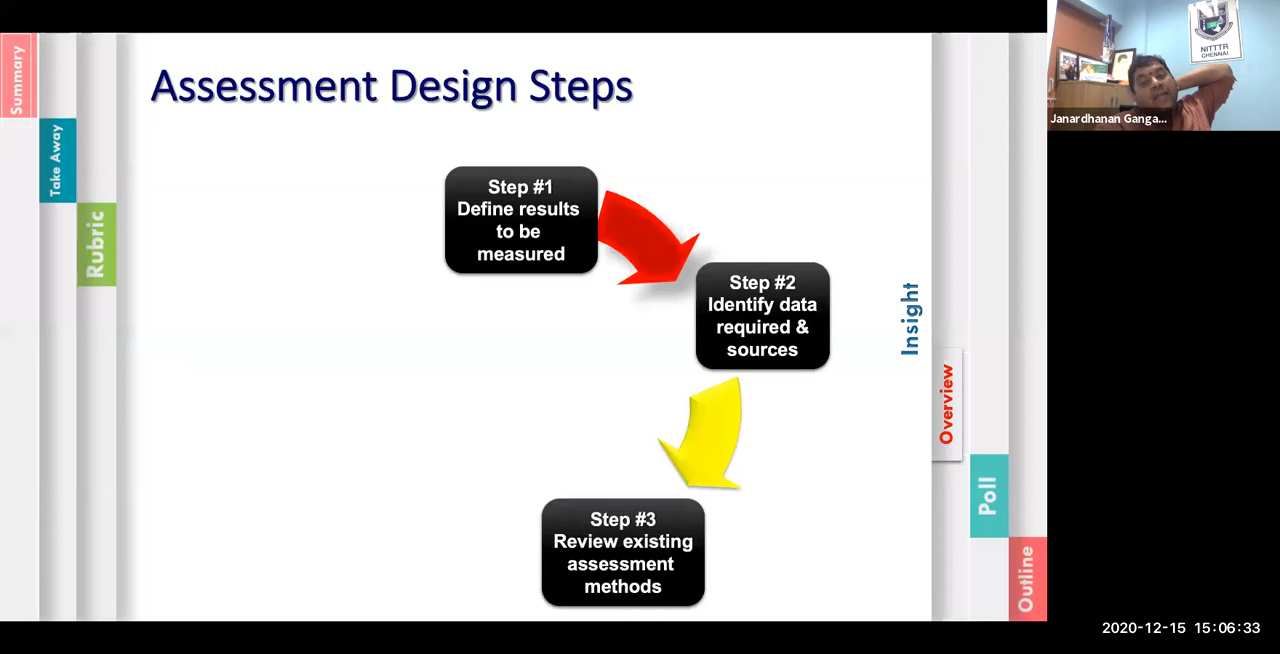 Summary
Take Away
Rubric
Assessment Design Steps
Step #1
Define results
to be
measured
Step #2
Identify data
required &
sources
Step #3
Review existing
assessment
methods
Insight
Overview
Poll
Outline
NITTTR
CHENNAI
Janardhanan Ganga...
2020-12-15 15:06:33